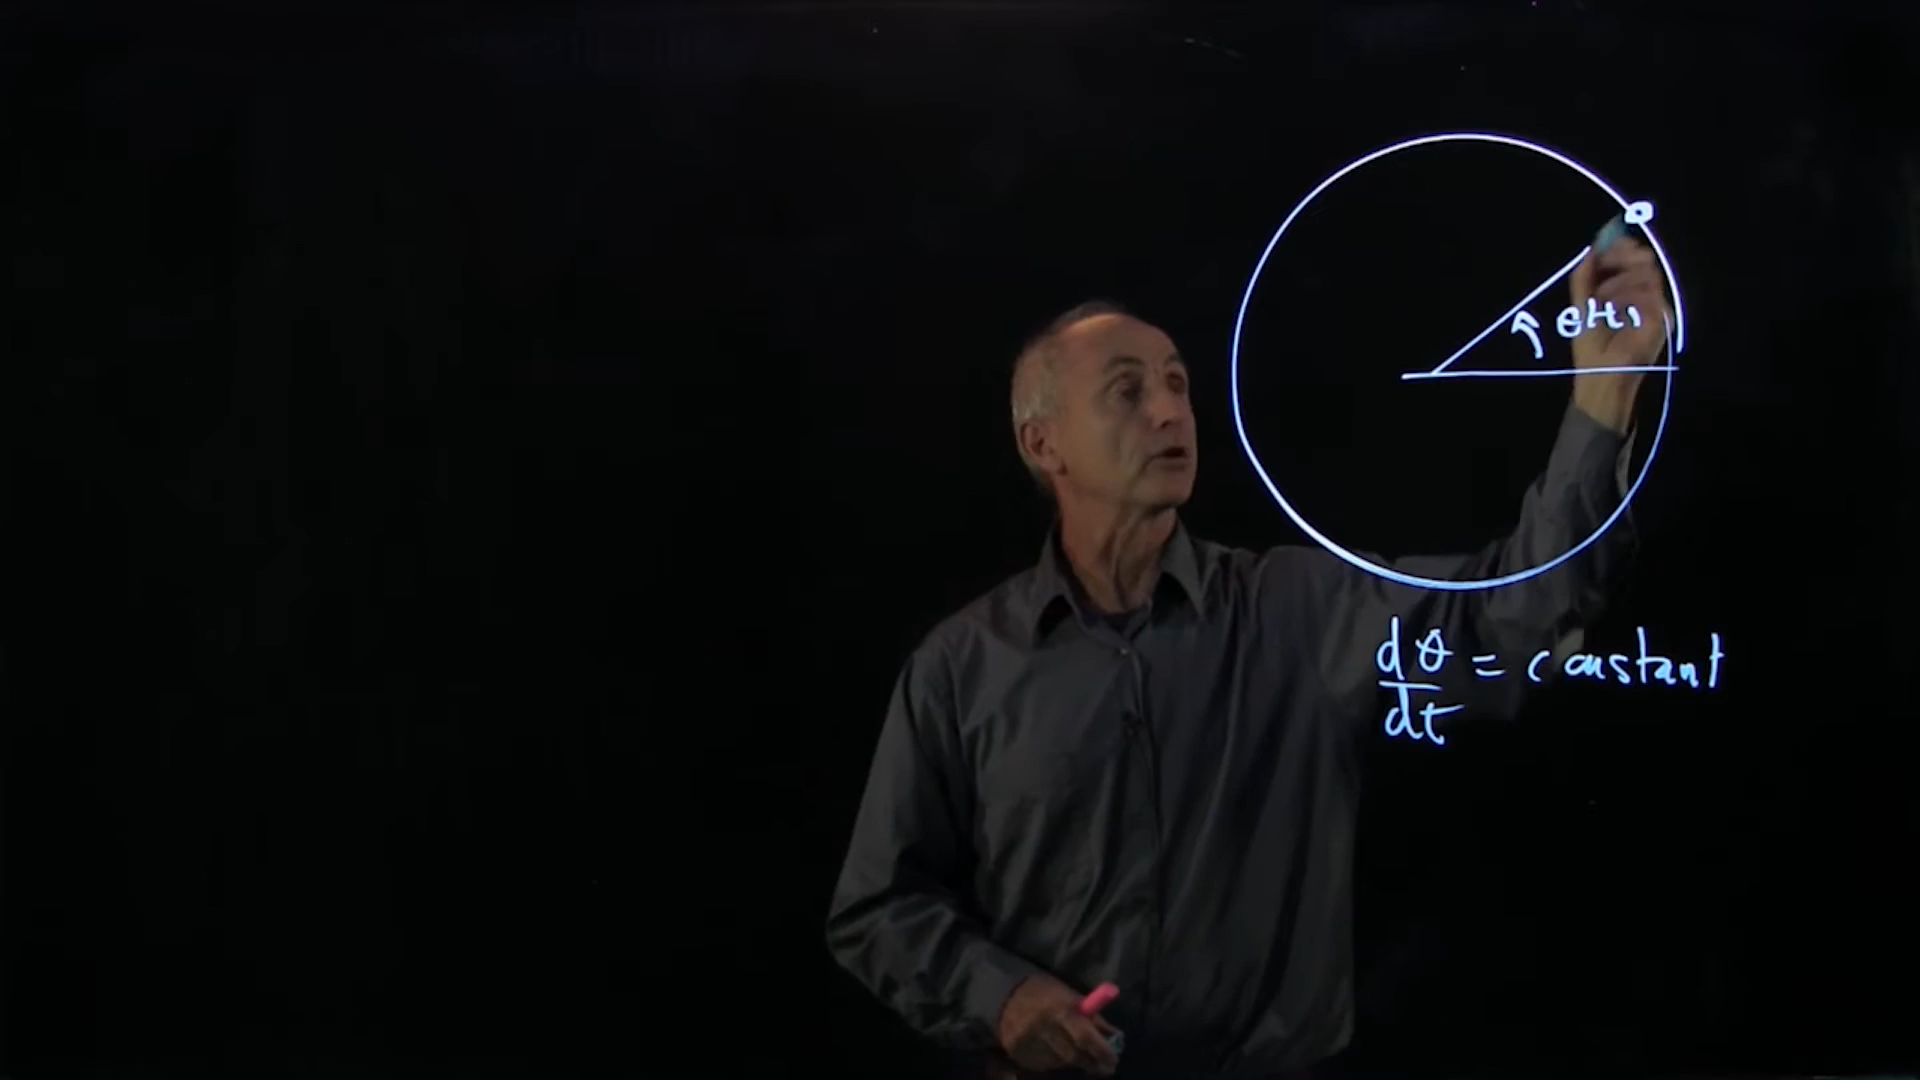 θ(t)
dθ/dt = constant